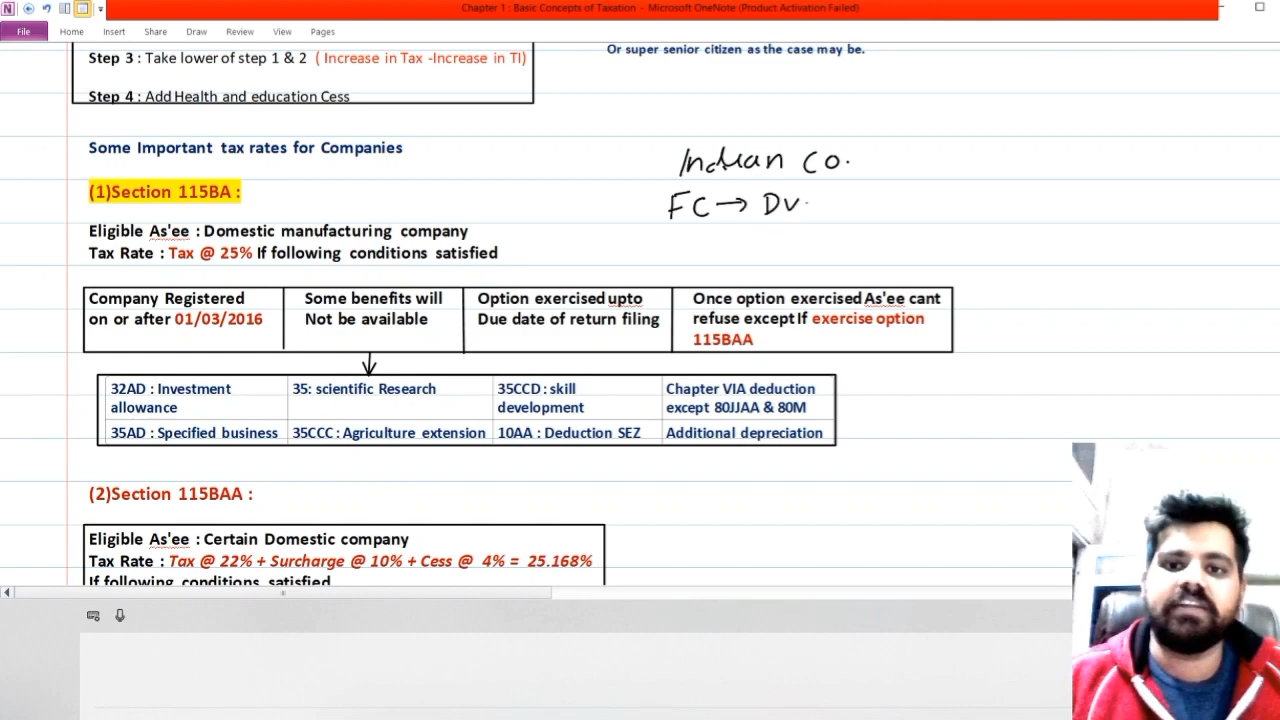 Chapter 1 : Basic Concepts of Taxation - Microsoft OneNote (Product Activation Failed)
File Home Insert Share Draw Review View Pages
Or super senior citizen as the case may be.
Step 3 : Take lower of step 1 & 2 ( Increase in Tax -Increase in TI)
Step 4 : Add Health and education Cess
Some Important tax rates for Companies
Indian Co.
(1)Section 115BA :
FC → Dv
Eligible As'ee : Domestic manufacturing company
Tax Rate : Tax @ 25% If following conditions satisfied
Company Registered
on or after 01/03/2016
Some benefits will
Not be available
Option exercised upto
Due date of return filing
Once option exercised As'ee cant
refuse except If exercise option
115BAA
32AD : Investment
allowance
35: scientific Research
35CCD : skill
development
Chapter VIA deduction
except 80JJAA & 80M
35AD : Specified business
35CCC : Agriculture extension
10AA : Deduction SEZ
Additional depreciation
(2)Section 115BAA :
Eligible As'ee : Certain Domestic company
Tax Rate : Tax @ 22% + Surcharge @ 10% + Cess @ 4% = 25.168%
If following conditions satisfied